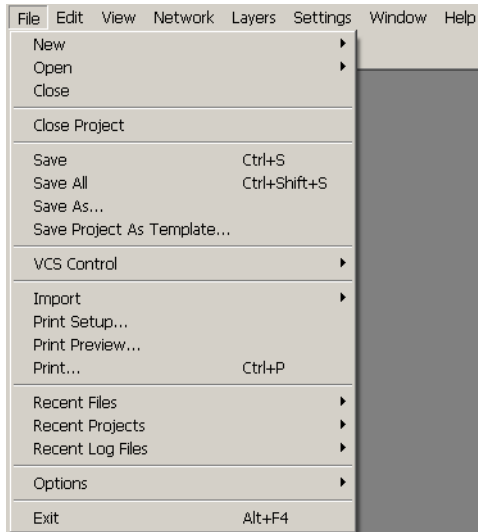 File Edit View Network Layers Settings Window Help
New
Open
Close
Close Project
Save Ctrl+S
Save All Ctrl+Shift+S
Save As...
Save Project As Template...
VCS Control
Import
Print Setup...
Print Preview...
Print... Ctrl+P
Recent Files
Recent Projects
Recent Log Files
Options
Exit Alt+F4